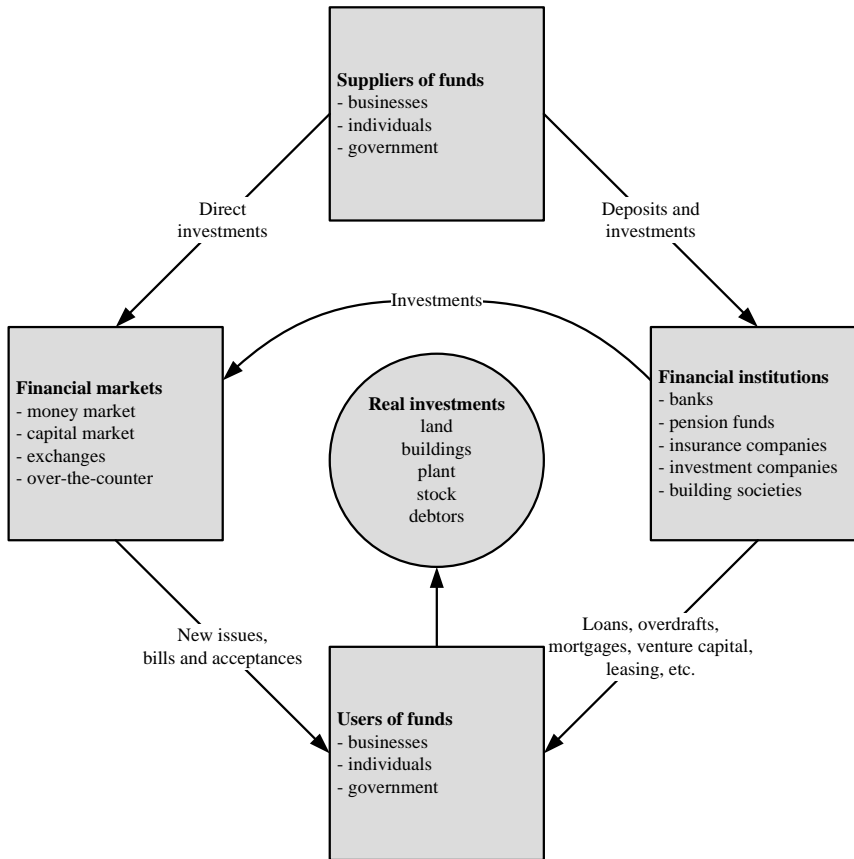 Suppliers of funds
- businesses
- individuals
- government
Direct
investments
Deposits and
investments
Investments
Financial markets
- money market
- capital market
- exchanges
- over-the-counter
Real investments
land
buildings
plant
stock
debtors
Financial institutions
- banks
- pension funds
- insurance companies
- investment companies
- building societies
New issues,
bills and acceptances
Loans, overdrafts,
mortgages, venture capital,
leasing, etc.
Users of funds
- businesses
- individuals
- government